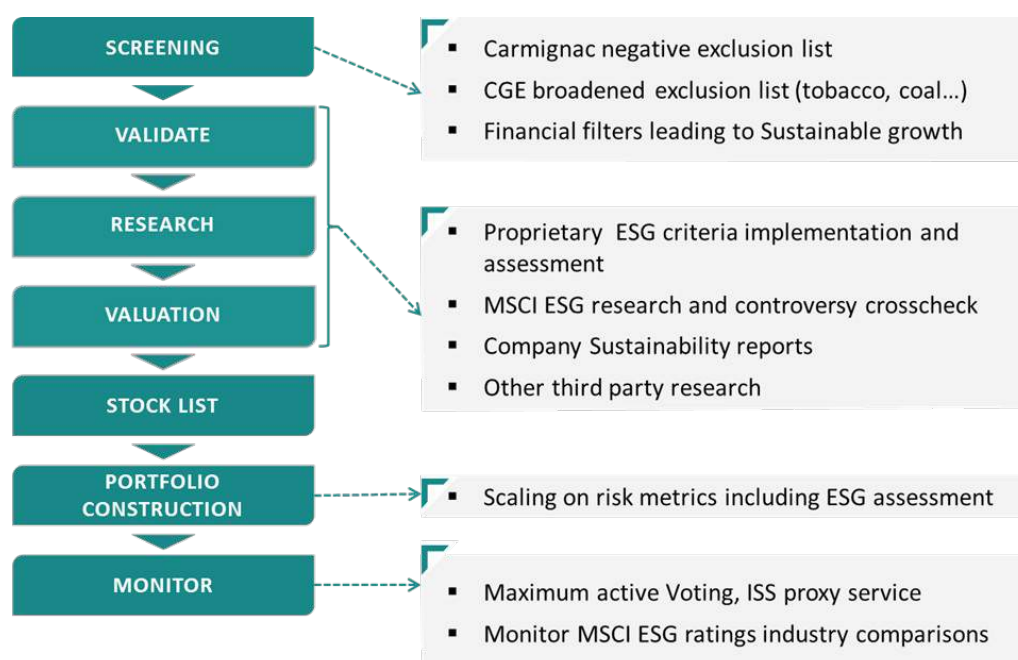 SCREENING
▪ Carmignac negative exclusion list
▪ CGE broadened exclusion list (tobacco, coal…)
▪ Financial filters leading to Sustainable growth
VALIDATE
RESEARCH
VALUATION
▪ Proprietary ESG criteria implementation and
assessment
▪ MSCI ESG research and controversy crosscheck
▪ Company Sustainability reports
▪ Other third party research
STOCK LIST
PORTFOLIO
CONSTRUCTION
▪ Scaling on risk metrics including ESG assessment
MONITOR
▪ Maximum active Voting, ISS proxy service
▪ Monitor MSCI ESG ratings industry comparisons